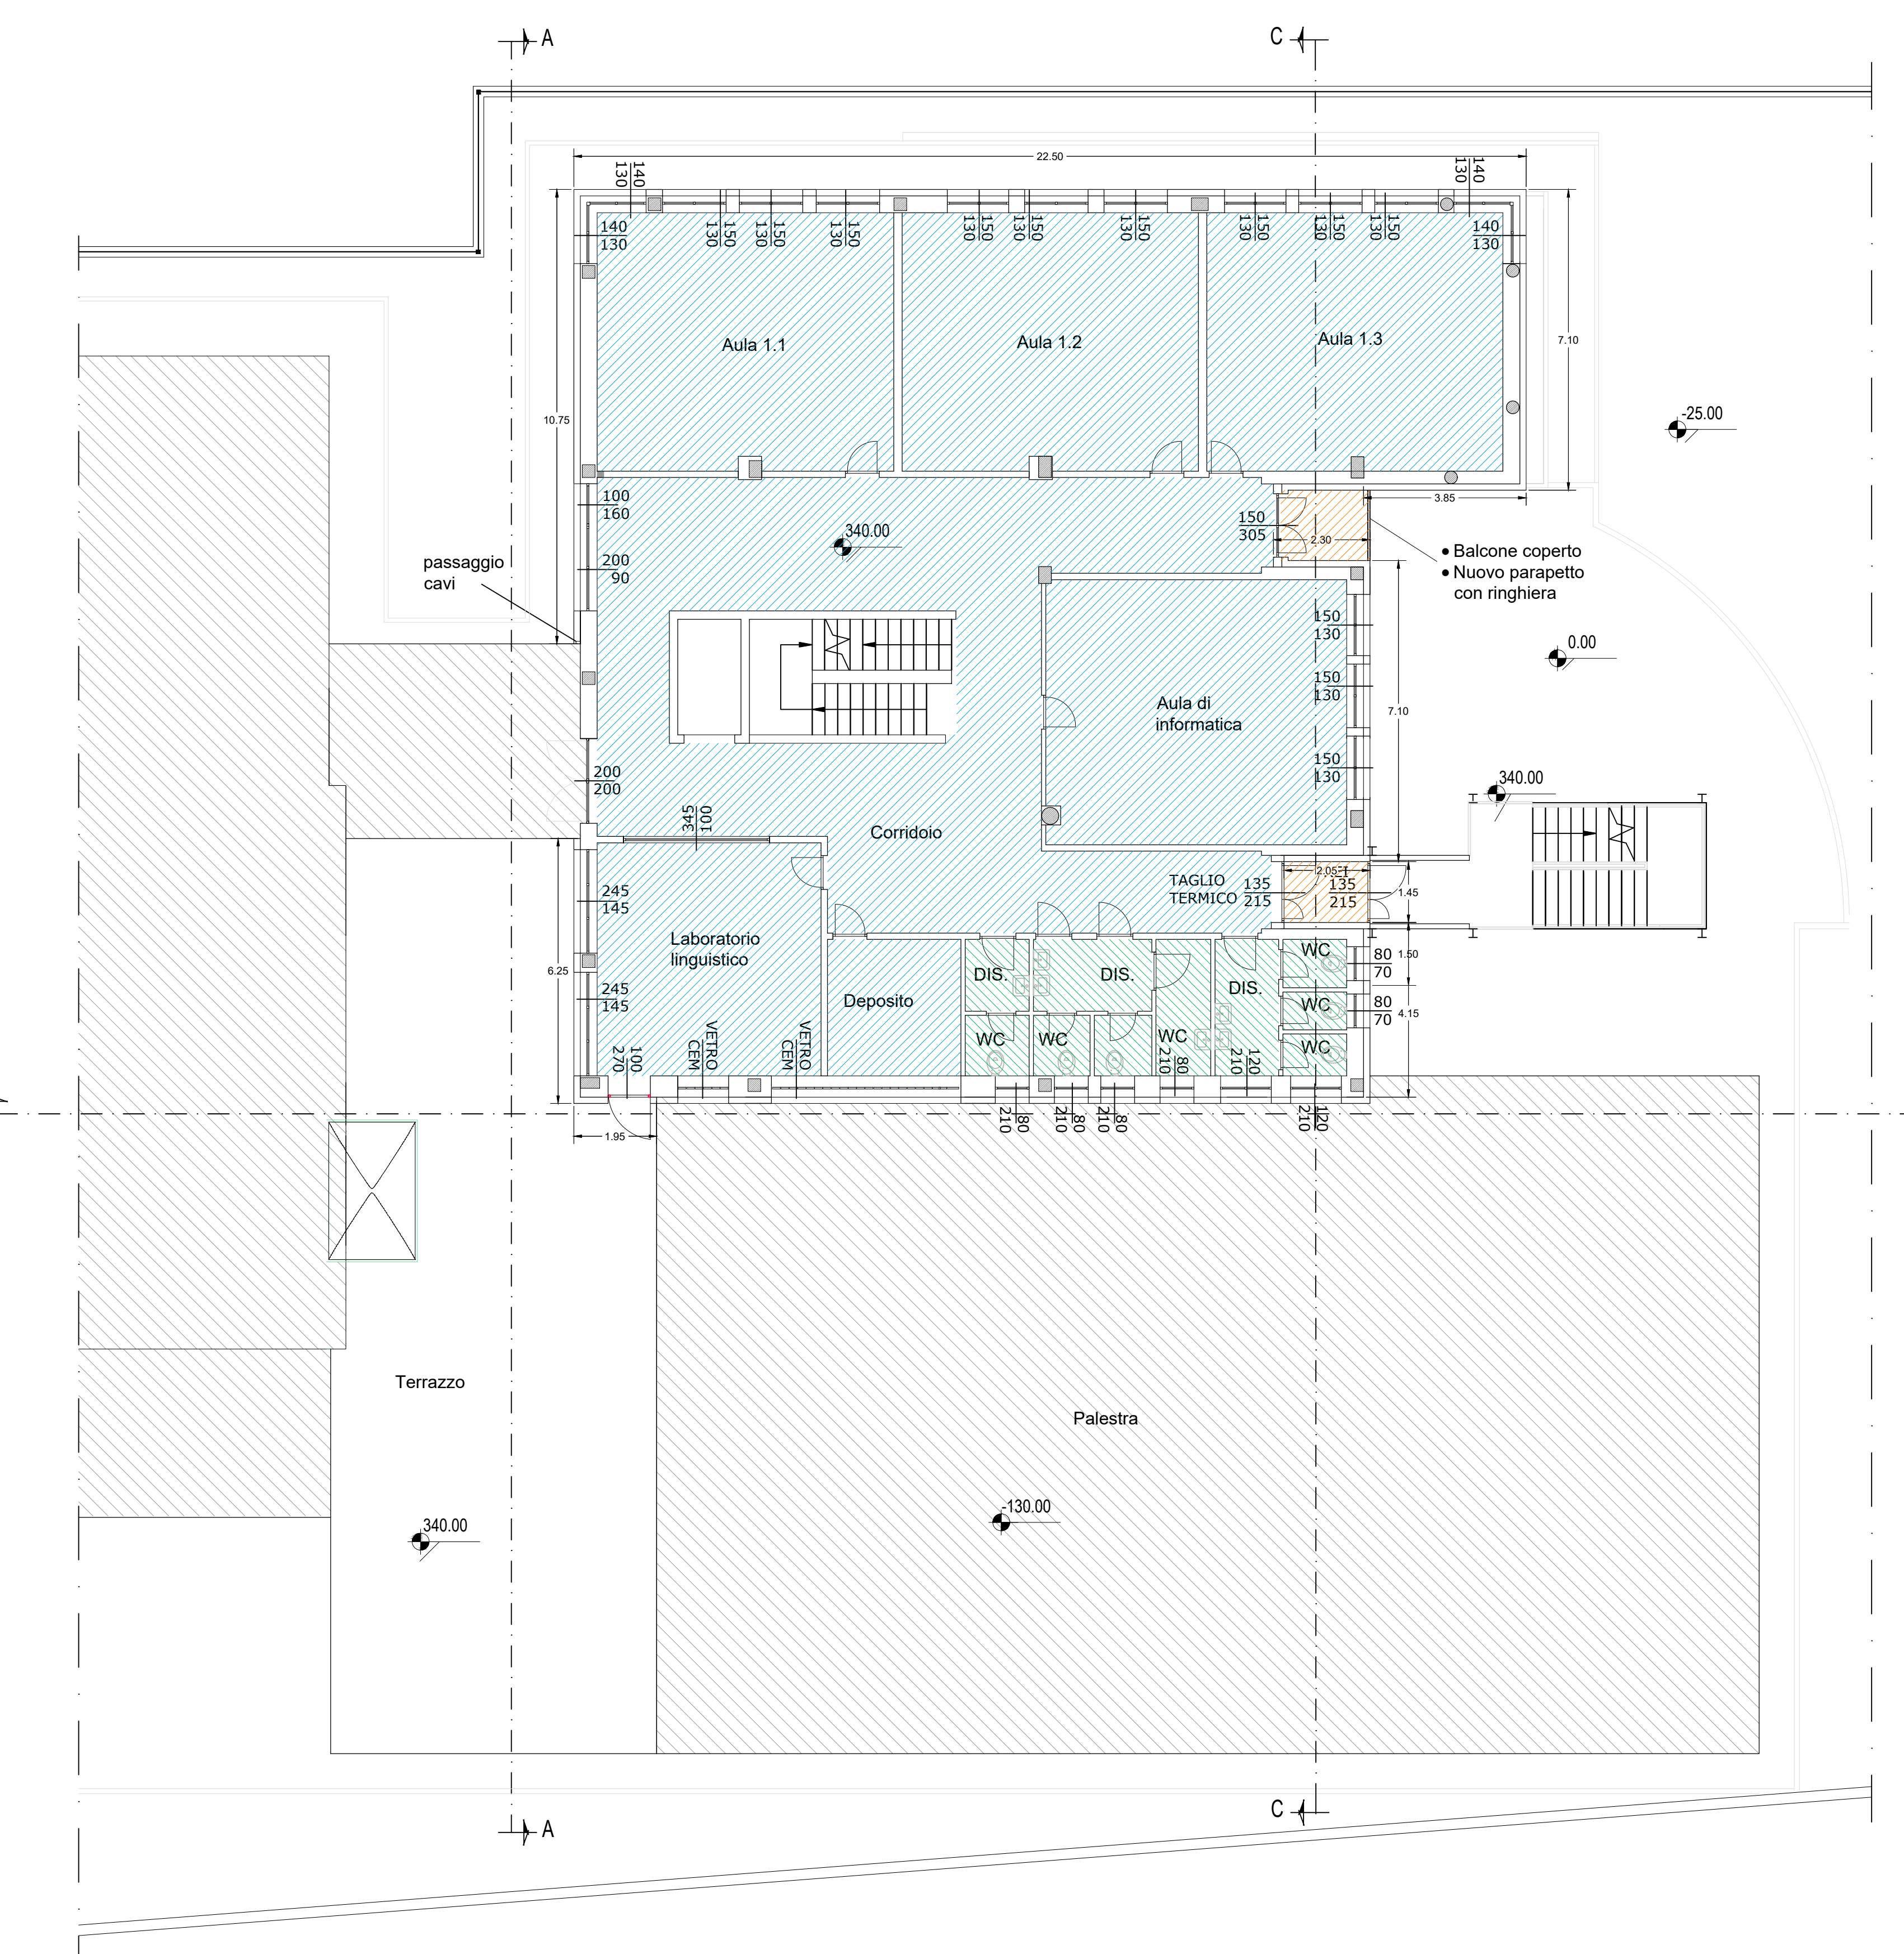 A
C
22.50
140
130
150
130
150
130
150
130
150
130
150
130
150
130
150
130
150
130
150
130
140
130
140
130
140
130
Aula 1.1
Aula 1.2
Aula 1.3
7.10
10.75
-25.00
3.85
100
160
340.00
150
305
2.30
passaggio
cavi
200
90
• Balcone coperto
• Nuovo parapetto
con ringhiera
150
130
0.00
150
130
Aula di
informatica
7.10
150
130
200
200
340.00
345
100
Corridoio
TAGLIO
TERMICO
135
215
2.05
135
215
1.45
245
145
Laboratorio
linguistico
6.25
245
145
Deposito
DIS.
DIS.
DIS.
WC
80
70
1.50
WC
80
70
4.15
WC
WC
WC
WC
VETRO
CEM
VETRO
CEM
100
270
80
210
120
210
80
210
80
210
80
210
120
210
1.95
Terrazzo
Palestra
340.00
-130.00
A
C